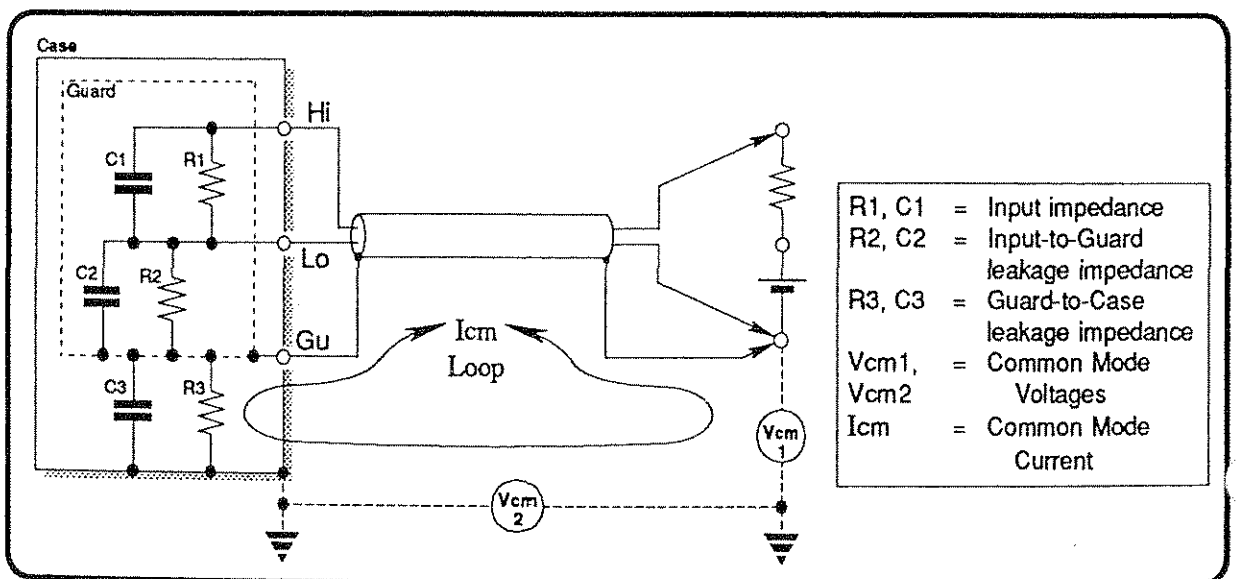 Case
Guard
Hi
C1
R1
Lo
C2
R2
Gu
C3
R3
Icm
Loop
Vcm
1
Vcm
2
R1, C1 = Input impedance
R2, C2 = Input-to-Guard
leakage impedance
R3, C3 = Guard-to-Case
leakage impedance
Vcm1, = Common Mode
Vcm2 Voltages
Icm = Common Mode
Current